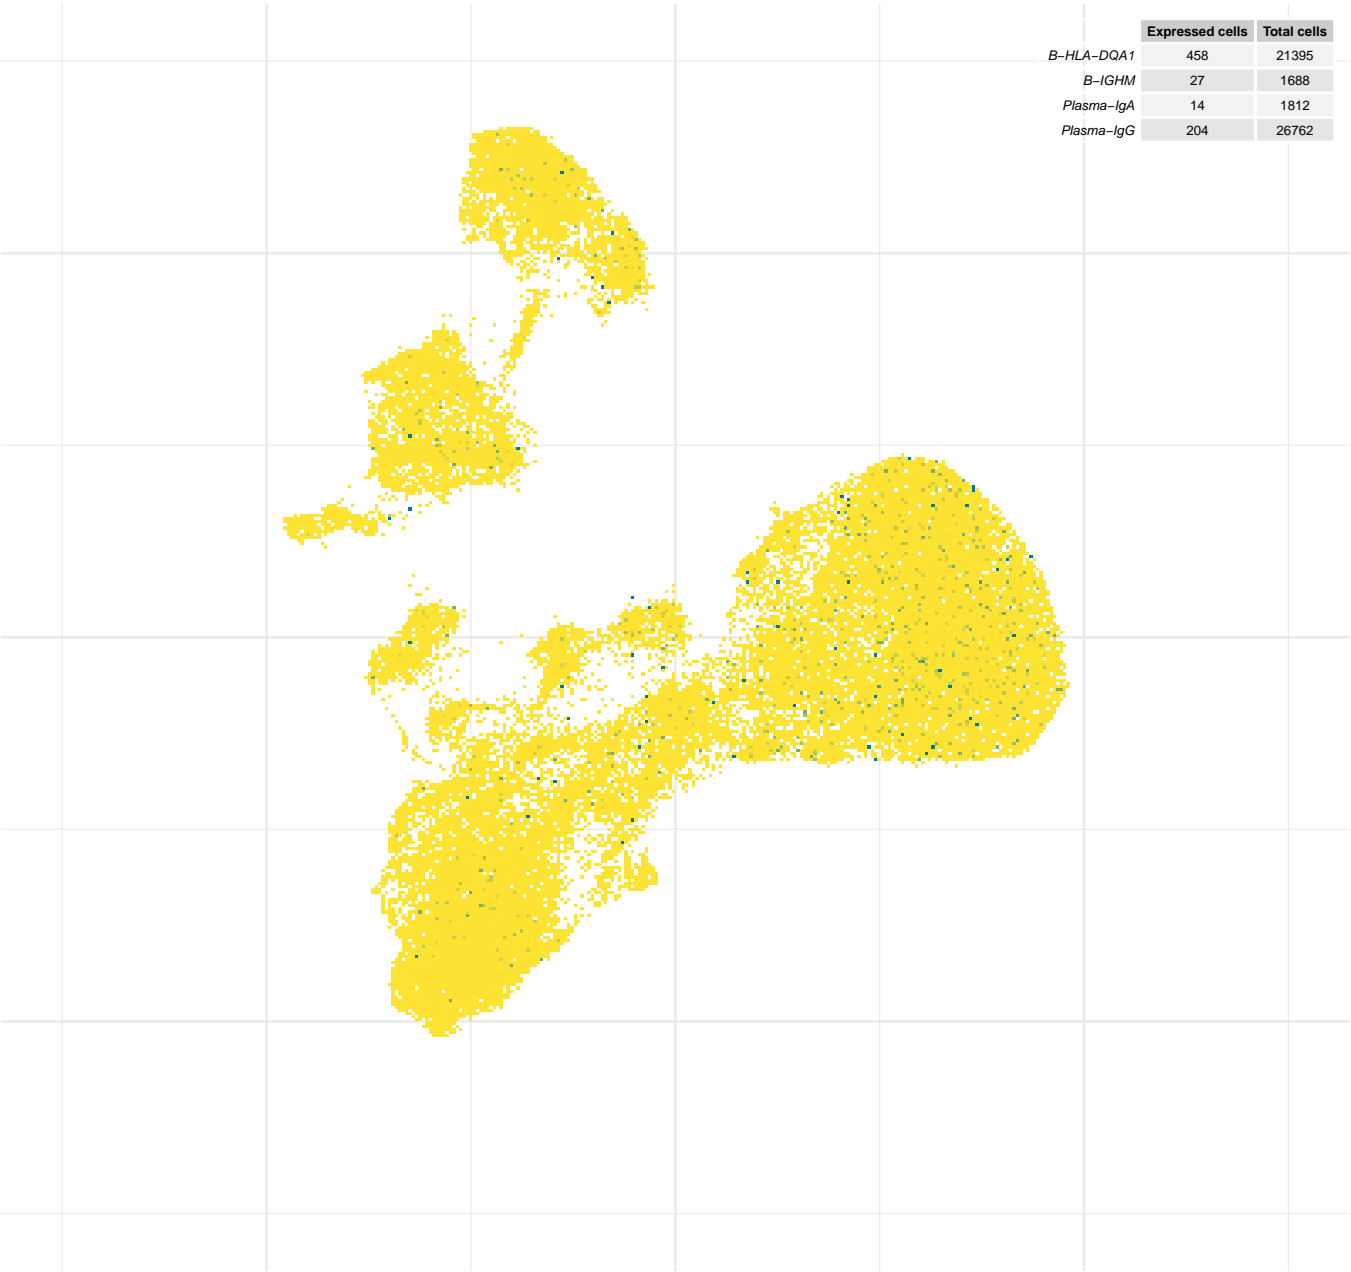 Expressed cells Total cells
B−HLA−DQA1 458 21395
B−IGHM 27 1688
Plasma−IgA 14 1812
Plasma−IgG 204 26762